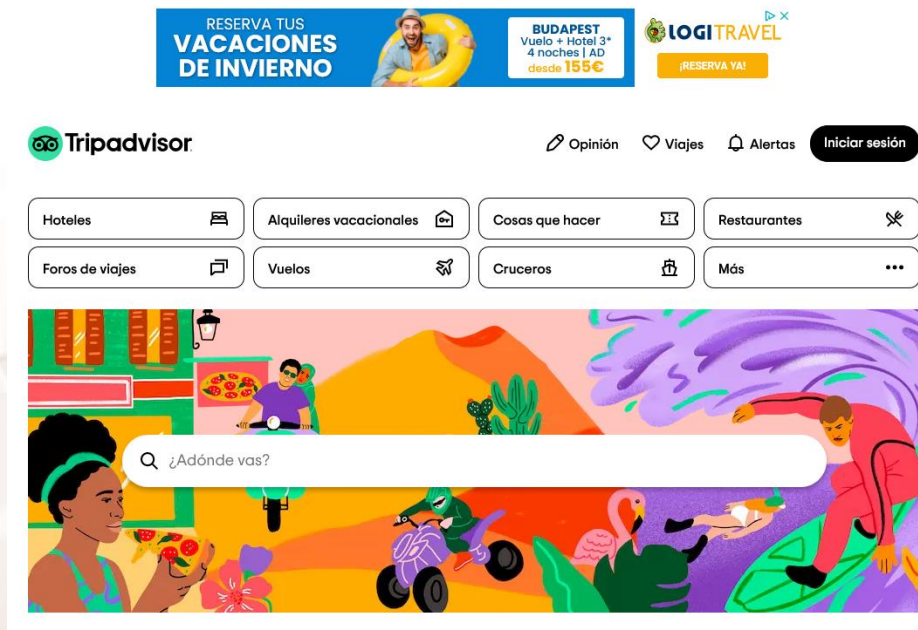 RESERVA TUS
VACACIONES
DE INVIERNO
BUDAPEST
Vuelo + Hotel 3*
4 noches | AD
desde 155€
LOGITRAVEL
¡RESERVA YA!
Tripadvisor
Opinión
Viajes
Alertas
Iniciar sesión
Hoteles
Alquileres vacacionales
Cosas que hacer
Restaurantes
Foros de viajes
Vuelos
Cruceros
Más
¿Adónde vas?